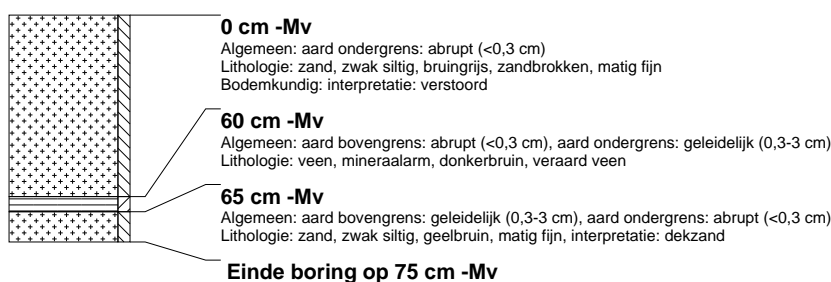 0 cm -Mv
Algemeen: aard ondergrens: abrupt (<0,3 cm)
Lithologie: zand, zwak siltig, bruingrijs, zandbrokken, matig fijn
Bodemkundig: interpretatie: verstoord
60 cm -Mv
Algemeen: aard bovengrens: abrupt (<0,3 cm), aard ondergrens: geleidelijk (0,3-3 cm)
Lithologie: veen, mineraalarm, donkerbruin, veraard veen
65 cm -Mv
Algemeen: aard bovengrens: geleidelijk (0,3-3 cm), aard ondergrens: abrupt (<0,3 cm)
Lithologie: zand, zwak siltig, geelbruin, matig fijn, interpretatie: dekzand
Einde boring op 75 cm -Mv